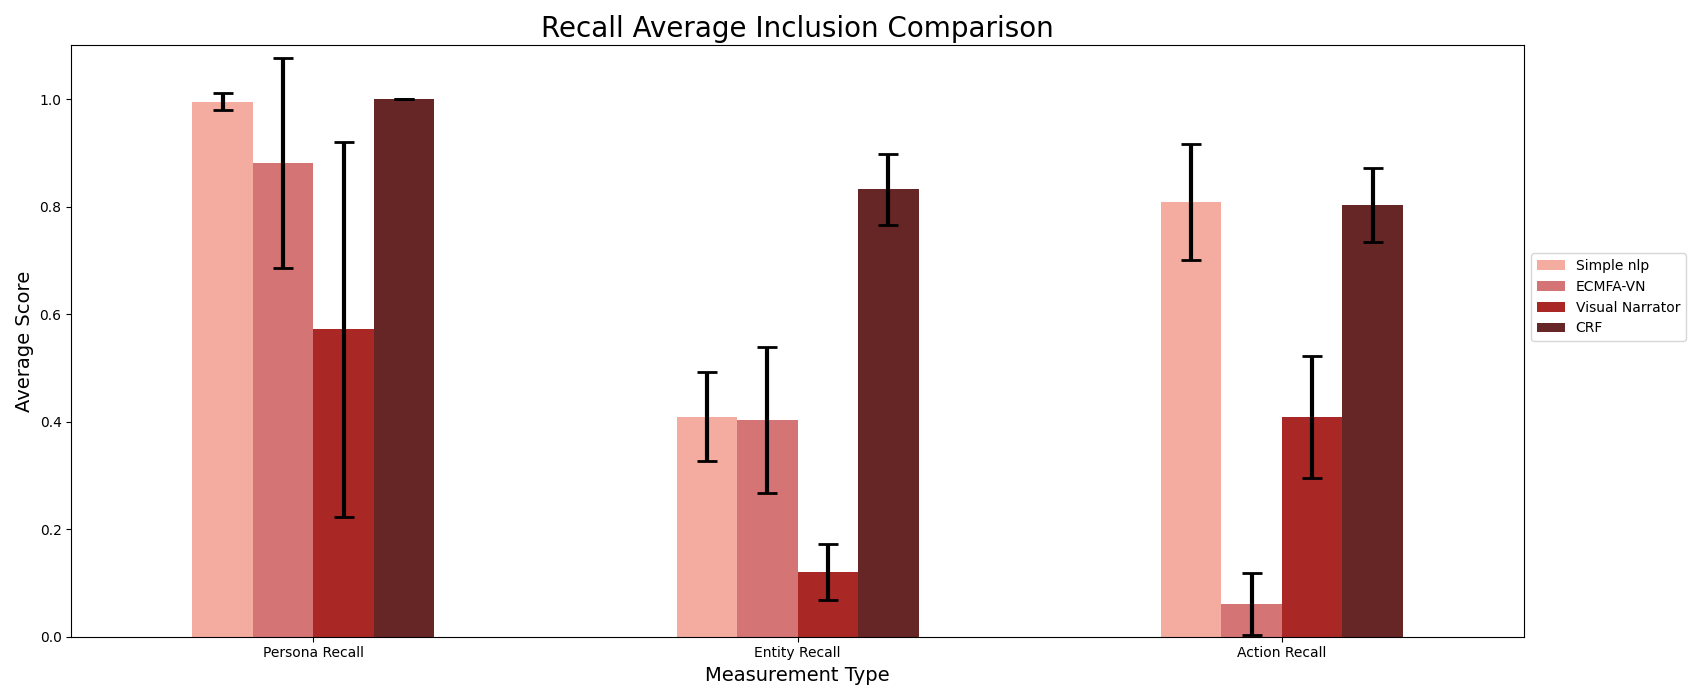 Recall Average Inclusion Comparison
Average Score
1.0
0.8
0.6
0.4
0.2
0.0
Persona Recall
Entity Recall
Action Recall
Measurement Type
Simple nlp
ECMFA-VN
Visual Narrator
CRF